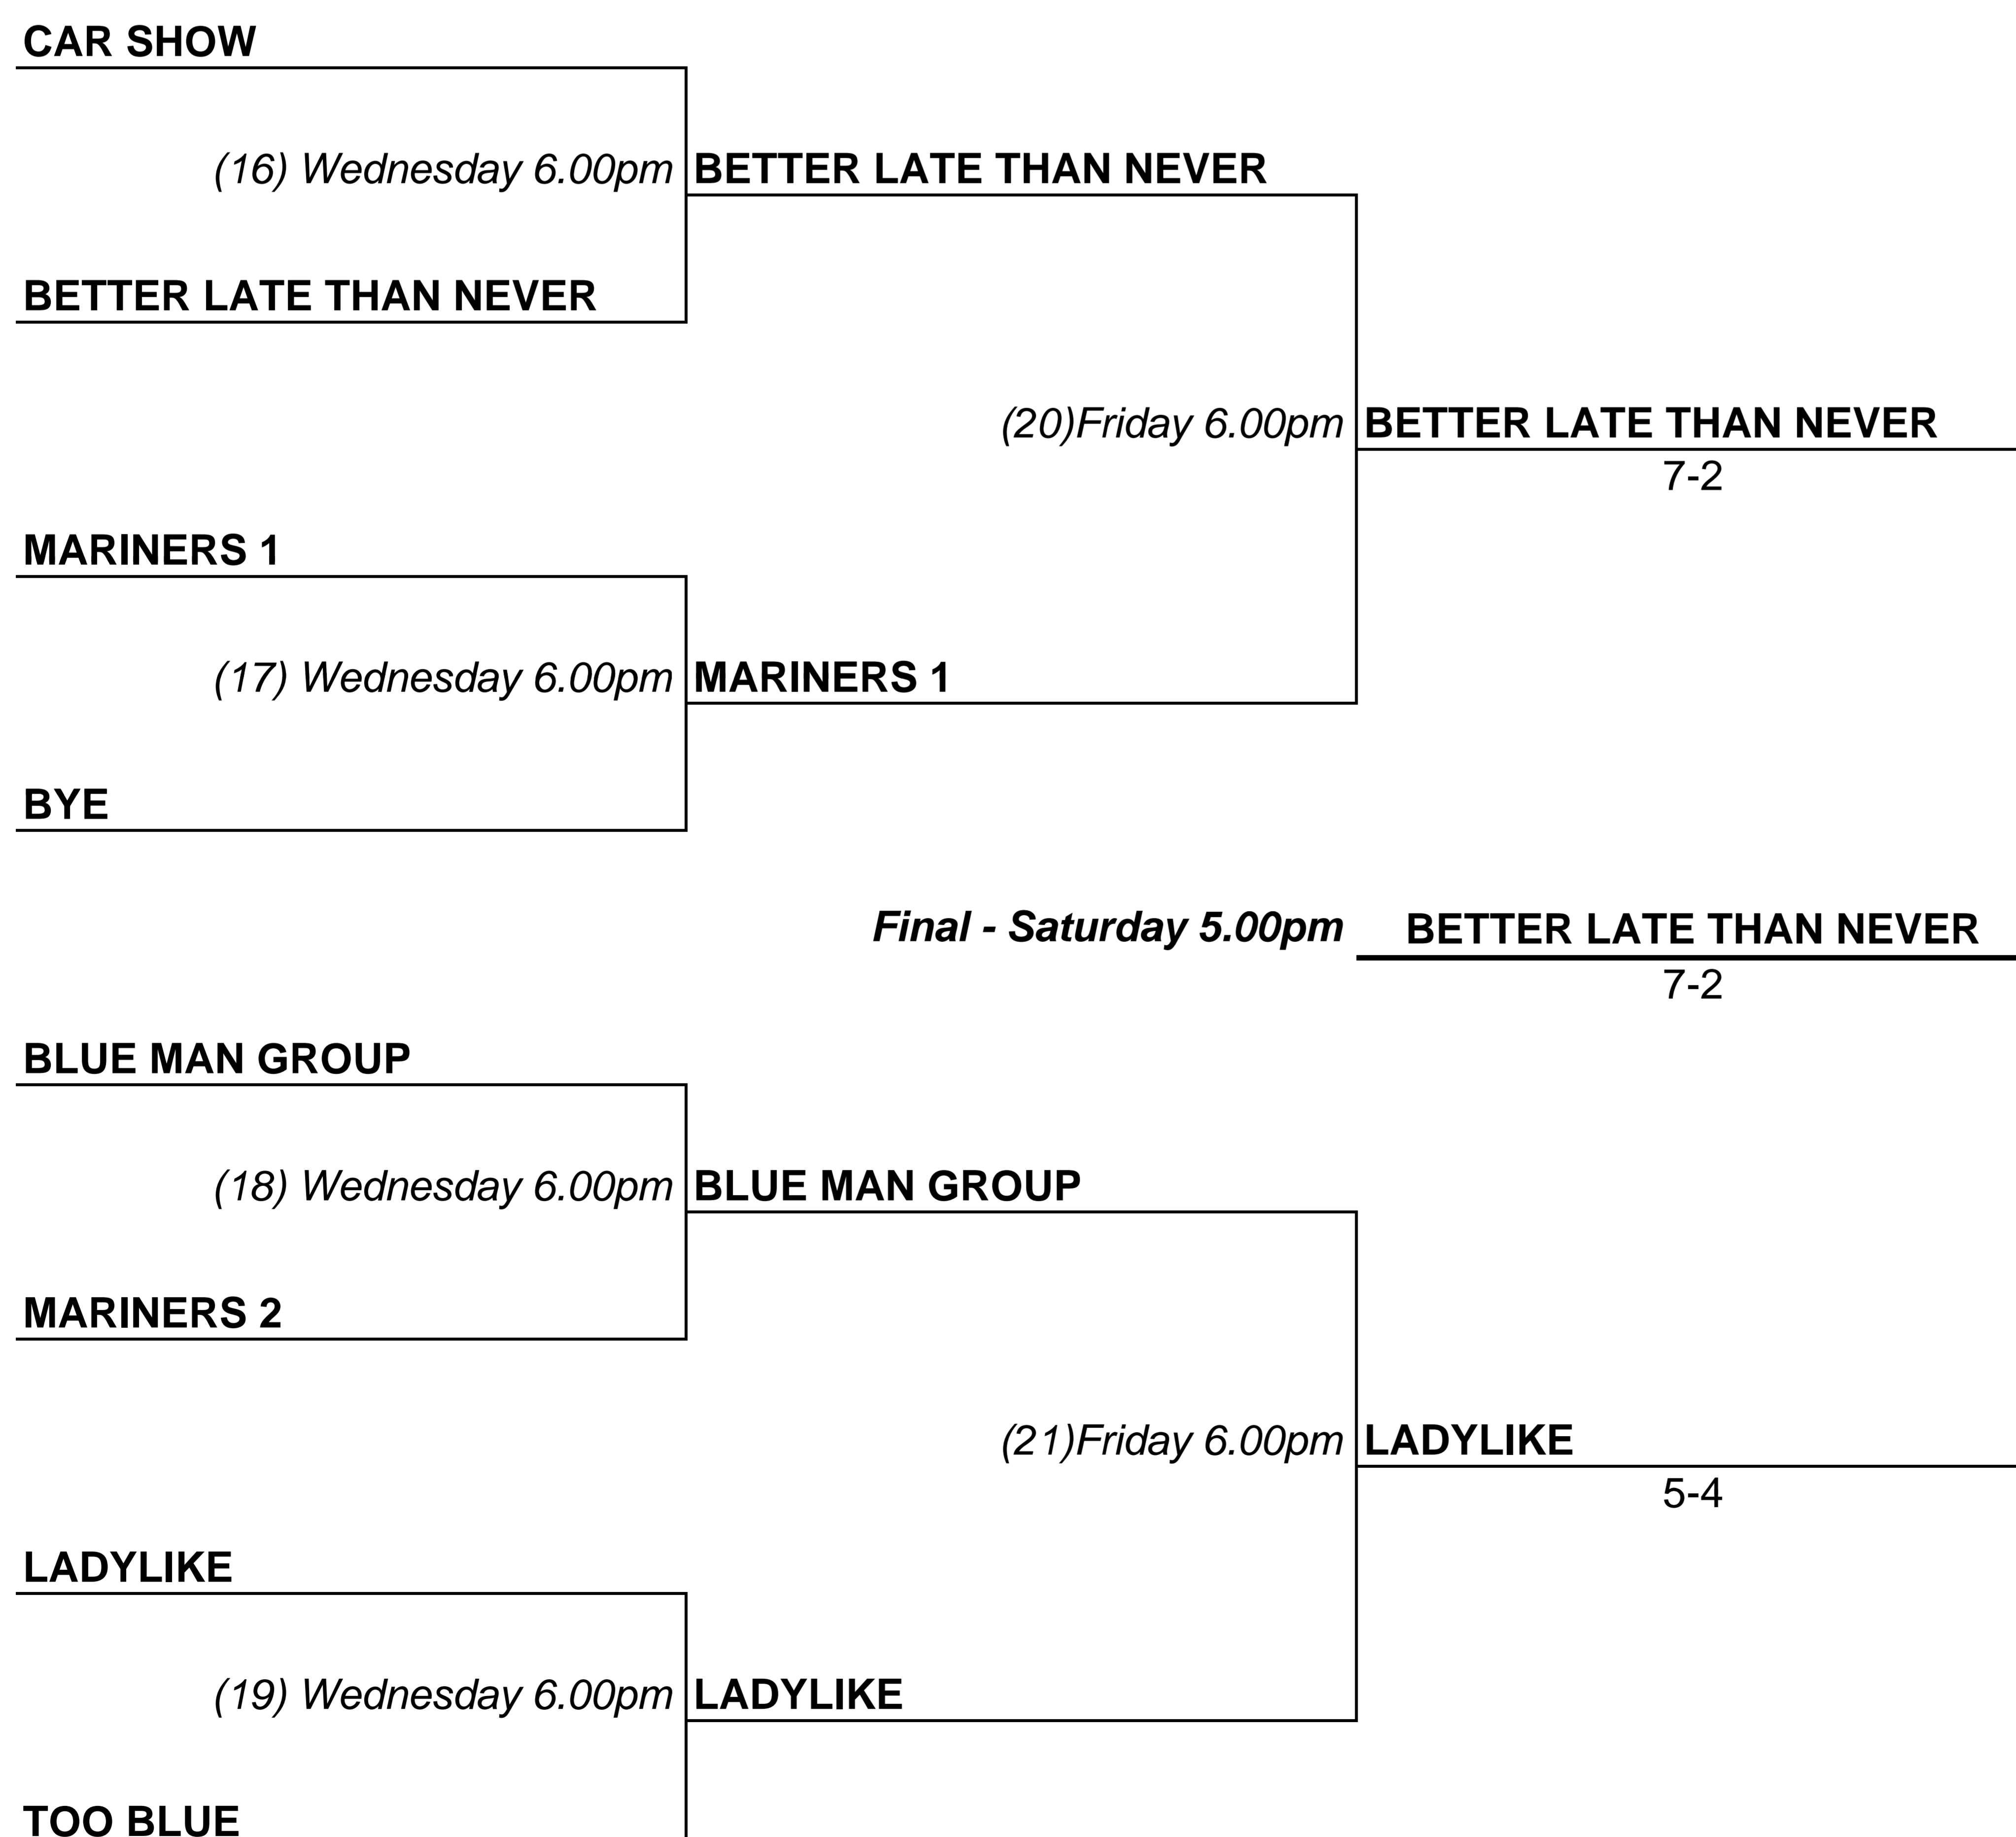 CAR SHOW
(16) Wednesday 6.00pm BETTER LATE THAN NEVER
BETTER LATE THAN NEVER
(20)Friday 6.00pm BETTER LATE THAN NEVER
7-2
MARINERS 1
(17) Wednesday 6.00pm MARINERS 1
BYE
Final - Saturday 5.00pm BETTER LATE THAN NEVER
7-2
BLUE MAN GROUP
(18) Wednesday 6.00pm BLUE MAN GROUP
MARINERS 2
(21)Friday 6.00pm LADYLIKE
5-4
LADYLIKE
(19) Wednesday 6.00pm LADYLIKE
TOO BLUE